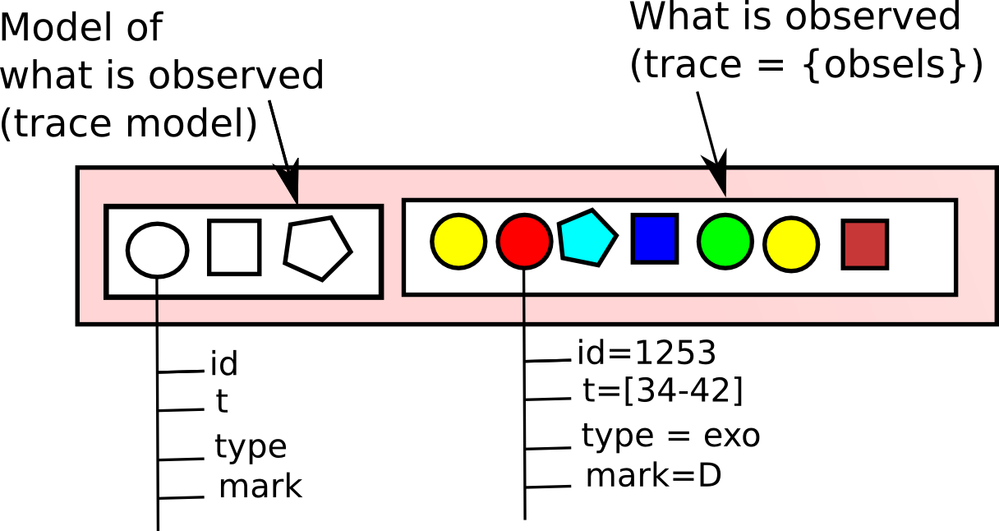 Model of
what is observed
(trace model)
What is observed
(trace = {obsels})
id
t
type
mark
id=1253
t=[34-42]
type = exo
mark=D